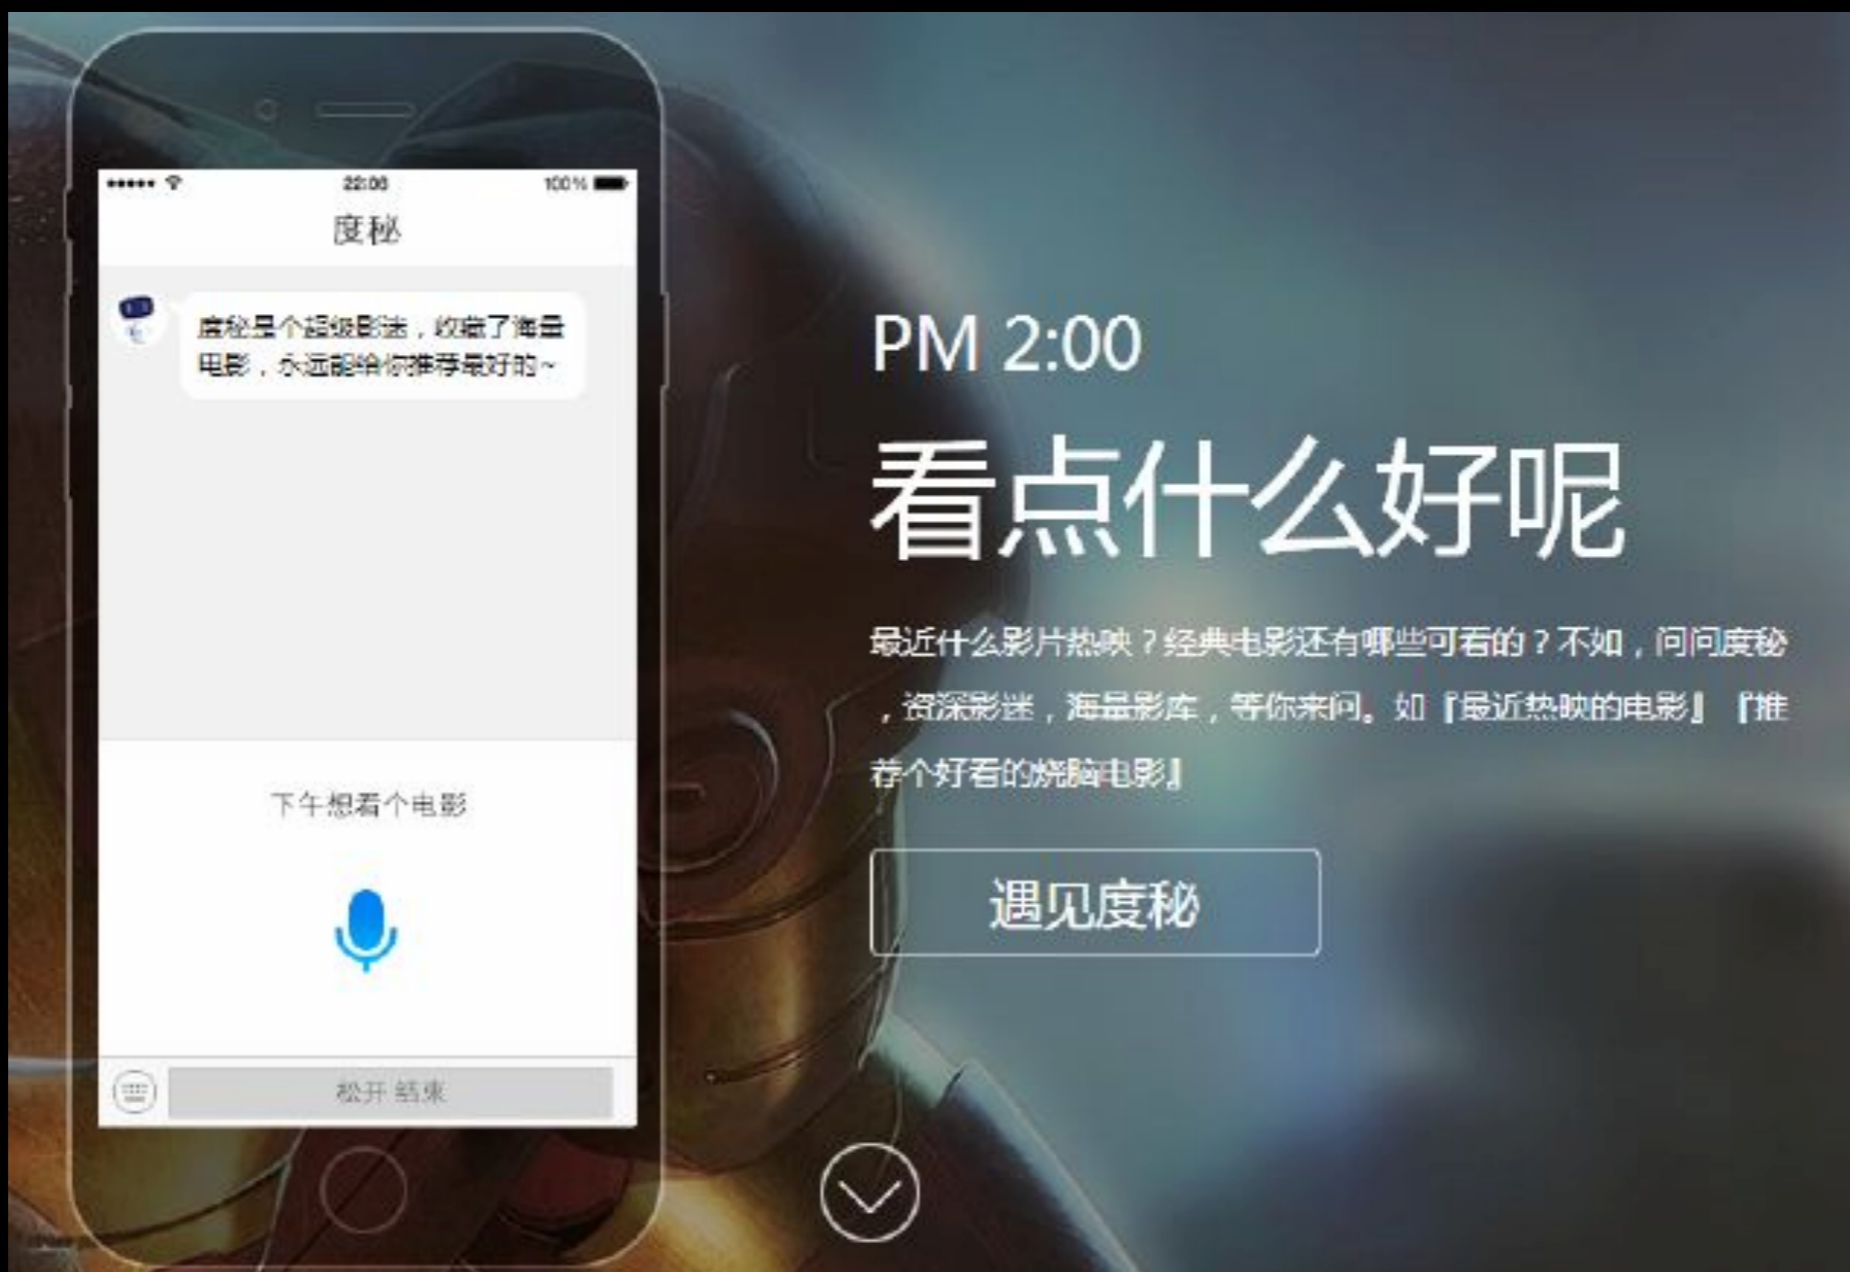 22:06
100%
度秘
度秘是个超级影迷，收藏了海量
电影，永远能给你推荐最好的~
下午想看个电影
松开 结束
PM 2:00
看点什么好呢
最近什么影片热映？经典电影还有哪些可看的？不如，问问度秘
，资深影迷，海量影库，等你来问。如『最近热映的电影』『推
荐个好看的烧脑电影』
遇见度秘